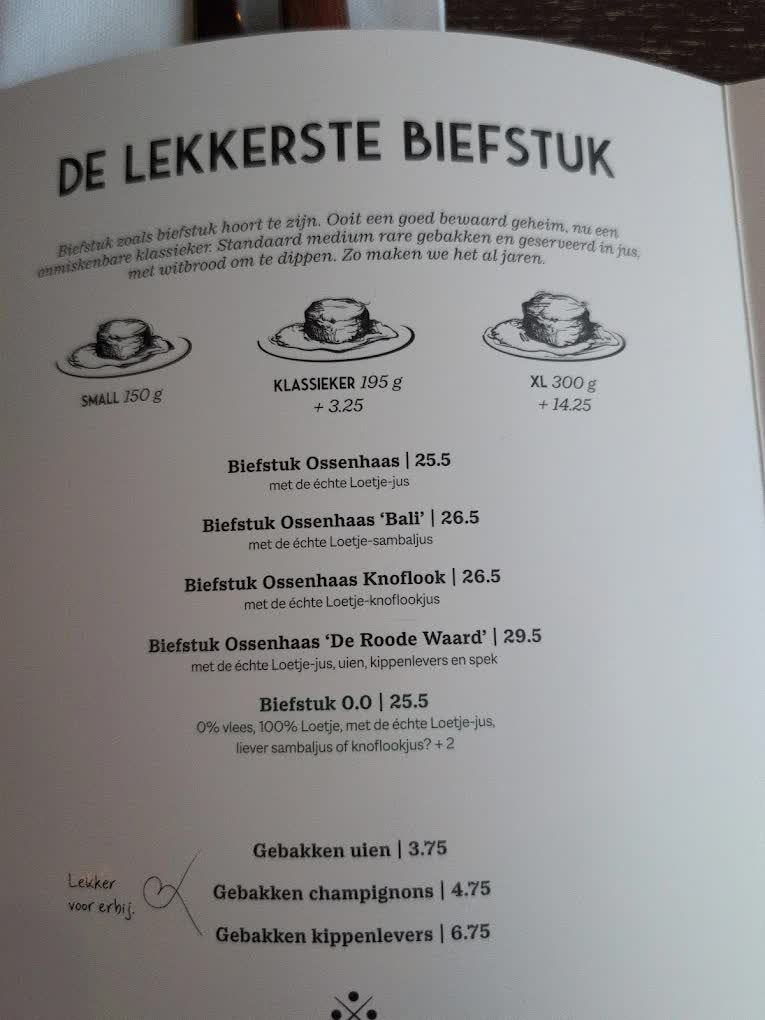 DE LEKKERSTE BIEFSTUK
Biefstuk zoals biefstuk hoort te zijn. Ooit een goed bewaard geheim, nu een
onmiskenbare klassieker. Standaard medium rare gebakken en geserveerd in jus,
met witbrood om te dippen. Zo maken we het al jaren.
SMALL 150 g
KLASSIEKER 195 g
+ 3.25
XL 300 g
+ 14.25
Biefstuk Ossenhaas | 25.5
met de échte Loetje-jus
Biefstuk Ossenhaas ‘Bali’ | 26.5
met de échte Loetje-sambaljus
Biefstuk Ossenhaas Knoflook | 26.5
met de échte Loetje-knoflookjus
Biefstuk Ossenhaas ‘De Roode Waard’ | 29.5
met de échte Loetje-jus, uien, kippenlevers en spek
Biefstuk 0.0 | 25.5
0% vlees, 100% Loetje, met de échte Loetje-jus,
liever sambaljus of knoflookjus? + 2
Lekker
voor erbij.
Gebakken uien | 3.75
Gebakken champignons | 4.75
Gebakken kippenlevers | 6.75